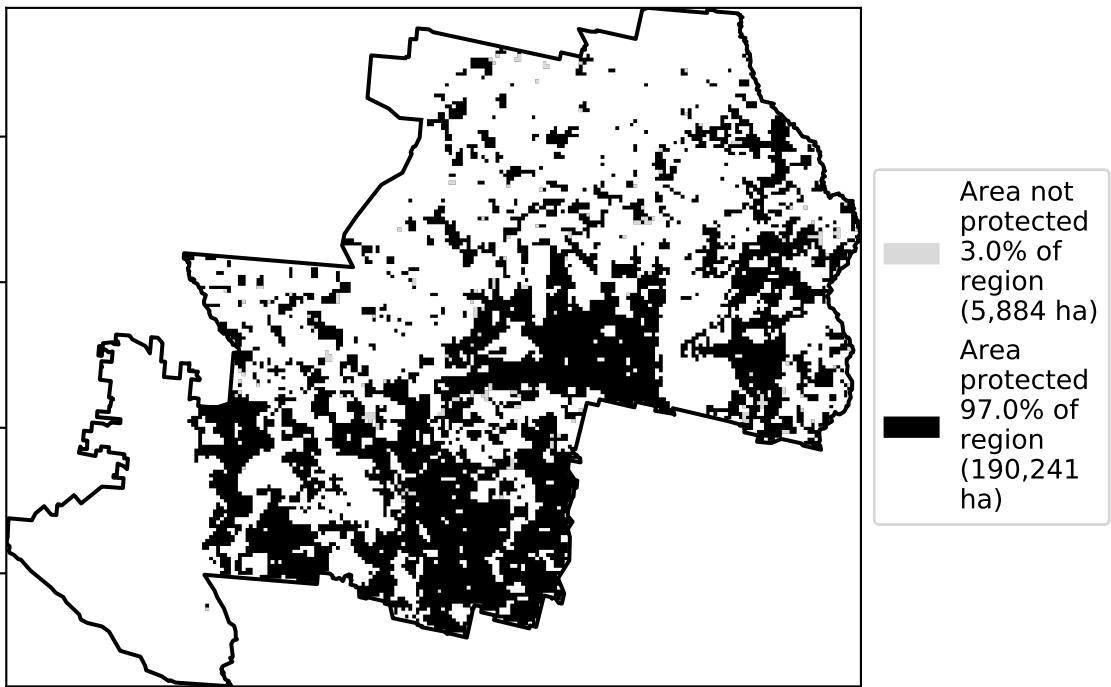 Area not
protected
3.0% of
region
(5,884 ha)
Area
protected
97.0% of
region
(190,241
ha)